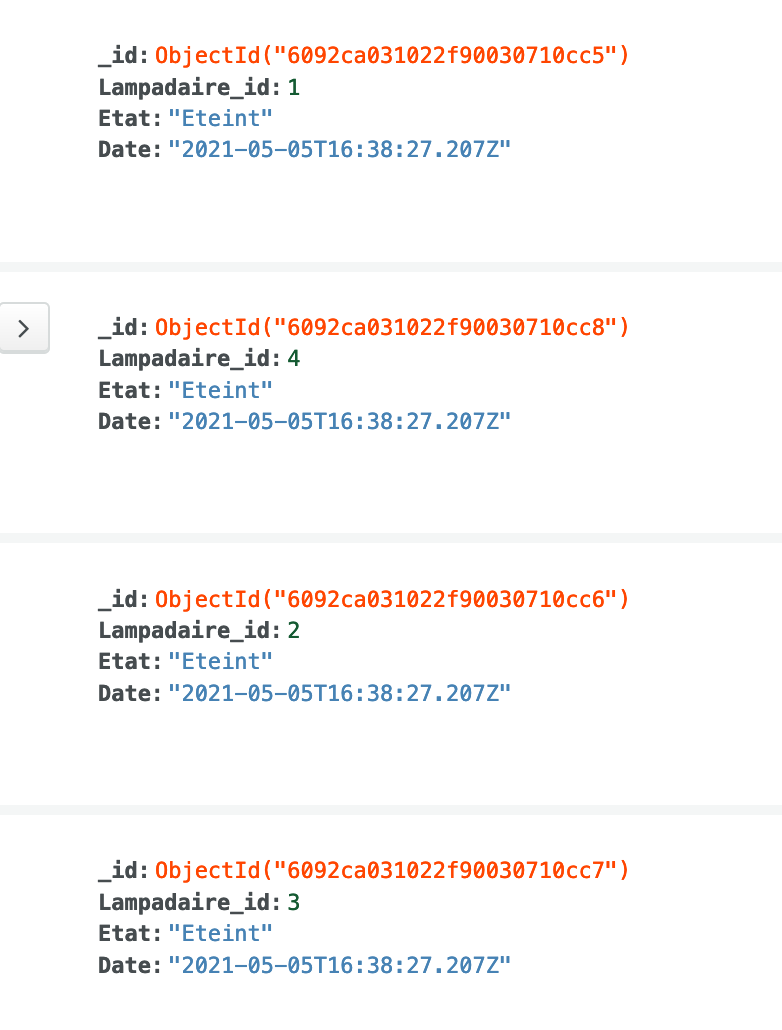 _id: ObjectId("6092ca031022f90030710cc5")
Lampadaire_id: 1
Etat: "Eteint"
Date: "2021-05-05T16:38:27.207Z"
_id: ObjectId("6092ca031022f90030710cc8")
Lampadaire_id: 4
Etat: "Eteint"
Date: "2021-05-05T16:38:27.207Z"
_id: ObjectId("6092ca031022f90030710cc6")
Lampadaire_id: 2
Etat: "Eteint"
Date: "2021-05-05T16:38:27.207Z"
_id: ObjectId("6092ca031022f90030710cc7")
Lampadaire_id: 3
Etat: "Eteint"
Date: "2021-05-05T16:38:27.207Z"